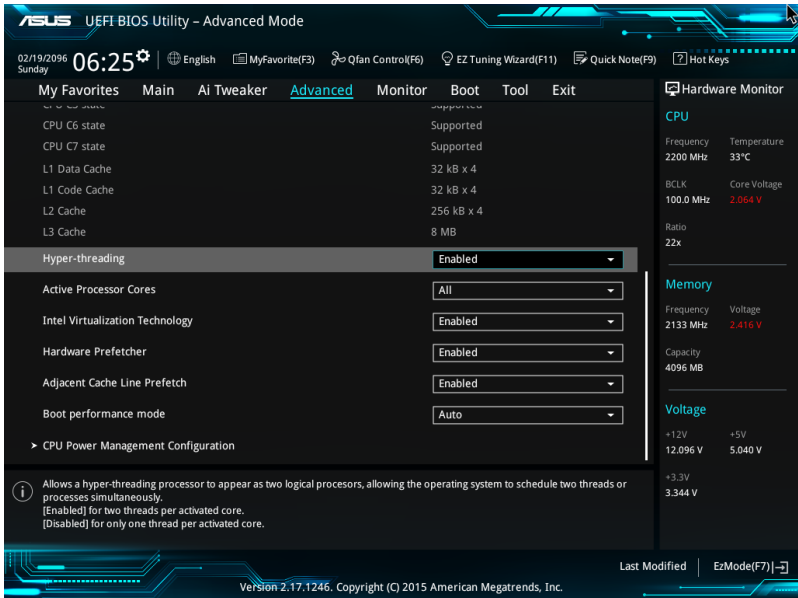 ASUS UEFI BIOS Utility – Advanced Mode
02/19/2096
Sunday
06:25
English MyFavorite(F3) Qfan Control(F6) EZ Tuning Wizard(F11) Quick Note(F9) Hot Keys
My Favorites Main Ai Tweaker Advanced Monitor Boot Tool Exit
CPU C3 state Supported
CPU C6 state Supported
CPU C7 state Supported
L1 Data Cache 32 kB x 4
L1 Code Cache 32 kB x 4
L2 Cache 256 kB x 4
L3 Cache 8 MB
Hyper-threading Enabled
Active Processor Cores All
Intel Virtualization Technology Enabled
Hardware Prefetcher Enabled
Adjacent Cache Line Prefetch Enabled
Boot performance mode Auto
> CPU Power Management Configuration
Allows a hyper-threading processor to appear as two logical procesors, allowing the operating system to schedule two threads or
processes simultaneously.
[Enabled] for two threads per activated core.
[Disabled] for only one thread per activated core.
Hardware Monitor
CPU
Frequency Temperature
2200 MHz 33°C
BCLK Core Voltage
100.0 MHz 2.064 V
Ratio
22x
Memory
Frequency Voltage
2133 MHz 2.416 V
Capacity
4096 MB
Voltage
+12V +5V
12.096 V 5.040 V
+3.3V
3.344 V
Last Modified EzMode(F7)
Version 2.17.1246. Copyright (C) 2015 American Megatrends, Inc.